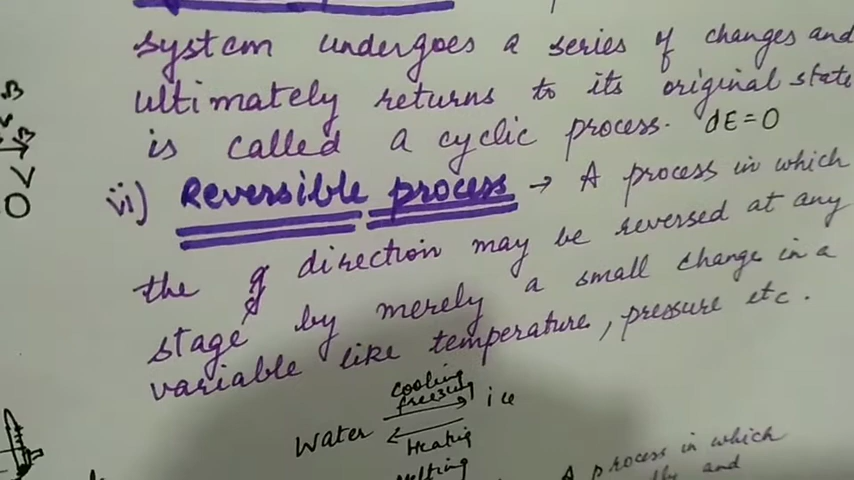 system undergoes a series of changes and
ultimately returns to its original state
is called a cyclic process. dE=0
vi) Reversible process → A process in which
the direction may be reversed at any
stage by merely a small change in a
variable like temperature, pressure etc.
cooling
freezing
Water ice
Heating
melting
A process in which
and